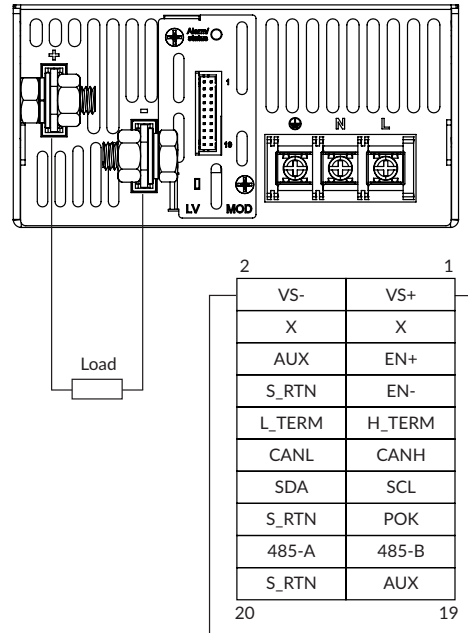 Alarm/
status
+
-
1
19
N L
LV MOD
Load
2 1
VS- VS+
X X
AUX EN+
S_RTN EN-
L_TERM H_TERM
CANL CANH
SDA SCL
S_RTN POK
485-A 485-B
S_RTN AUX
20 19